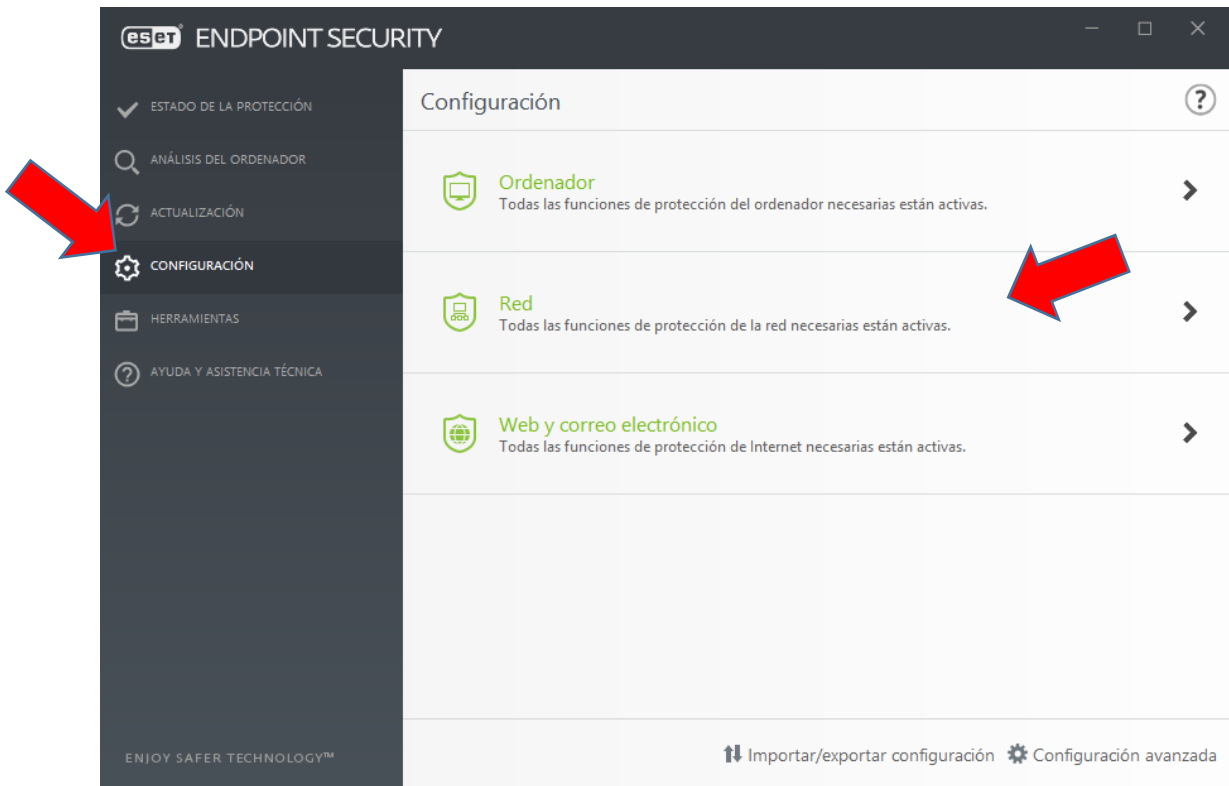 eset ENDPOINT SECURITY
ESTADO DE LA PROTECCIÓN
ANÁLISIS DEL ORDENADOR
ACTUALIZACIÓN
CONFIGURACIÓN
HERRAMIENTAS
AYUDA Y ASISTENCIA TÉCNICA
ENJOY SAFER TECHNOLOGY™
Configuración
?
Ordenador
Todas las funciones de protección del ordenador necesarias están activas.
Red
Todas las funciones de protección de la red necesarias están activas.
Web y correo electrónico
Todas las funciones de protección de Internet necesarias están activas.
Importar/exportar configuración Configuración avanzada